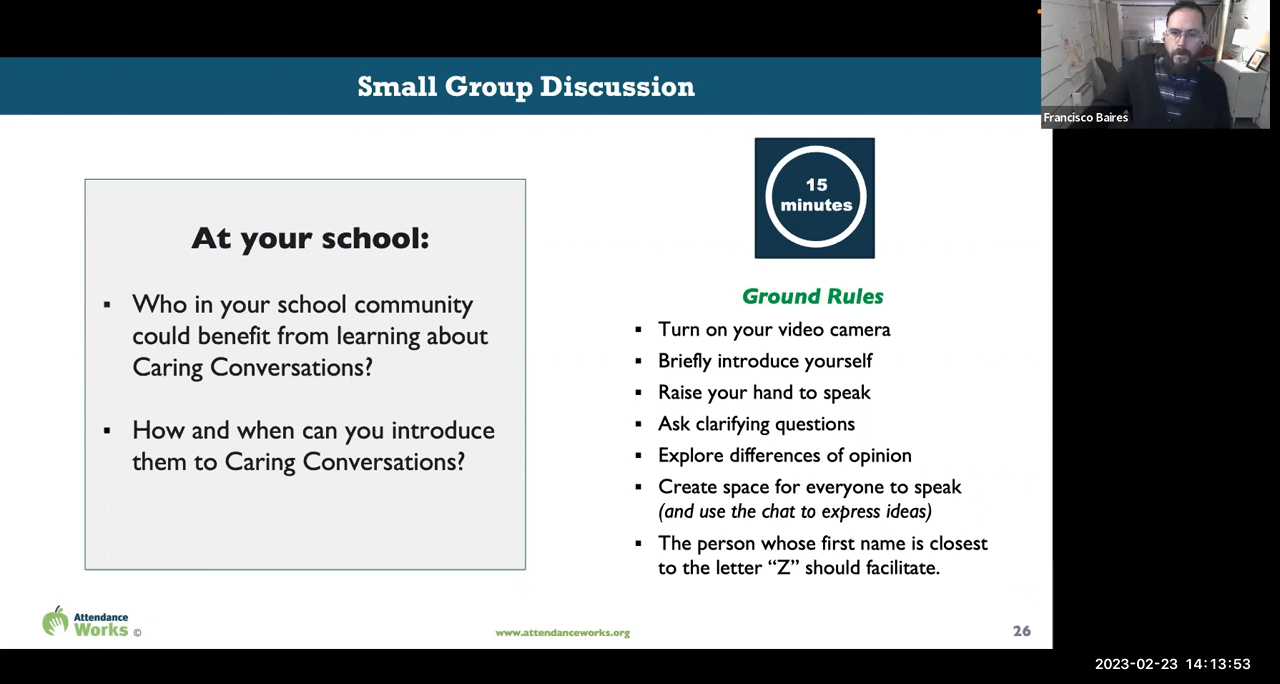 Small Group Discussion
Francisco Baires
At your school:
▪ Who in your school community
could benefit from learning about
Caring Conversations?
▪ How and when can you introduce
them to Caring Conversations?
15
minutes
Ground Rules
▪ Turn on your video camera
▪ Briefly introduce yourself
▪ Raise your hand to speak
▪ Ask clarifying questions
▪ Explore differences of opinion
▪ Create space for everyone to speak
(and use the chat to express ideas)
▪ The person whose first name is closest
to the letter “Z” should facilitate.
Attendance
Works ©
www.attendanceworks.org
26
2023-02-23 14:13:53